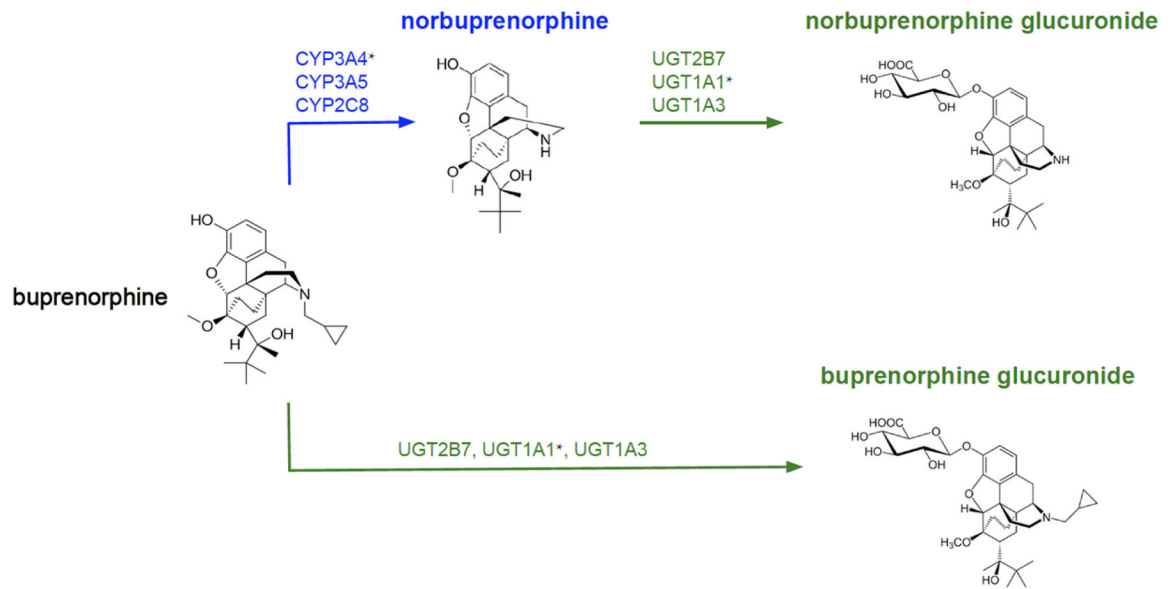 norbuprenorphine
norbuprenorphine glucuronide
CYP3A4*
CYP3A5
CYP2C8
UGT2B7
UGT1A1*
UGT1A3
HO
O
N
H
O
H
OH
HOOC
HO
HO
O
OH
O
O
H
NH
H₃CO
HO
buprenorphine
HO
O
N
O
H
OH
buprenorphine glucuronide
UGT2B7, UGT1A1*, UGT1A3
HOOC
HO
HO
O
OH
O
O
H
N
H₃CO
HO